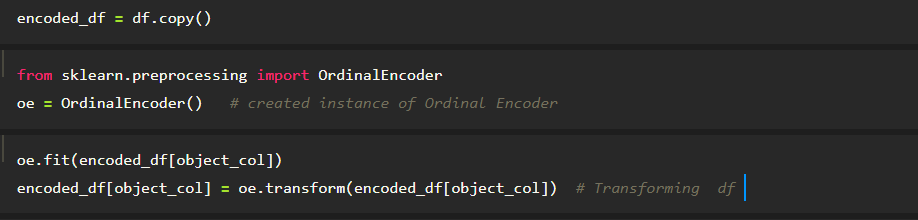 encoded_df = df.copy()
from sklearn.preprocessing import OrdinalEncoder
oe = OrdinalEncoder()   # created instance of Ordinal Encoder
oe.fit(encoded_df[object_col])
encoded_df[object_col] = oe.transform(encoded_df[object_col])  # Transforming  df